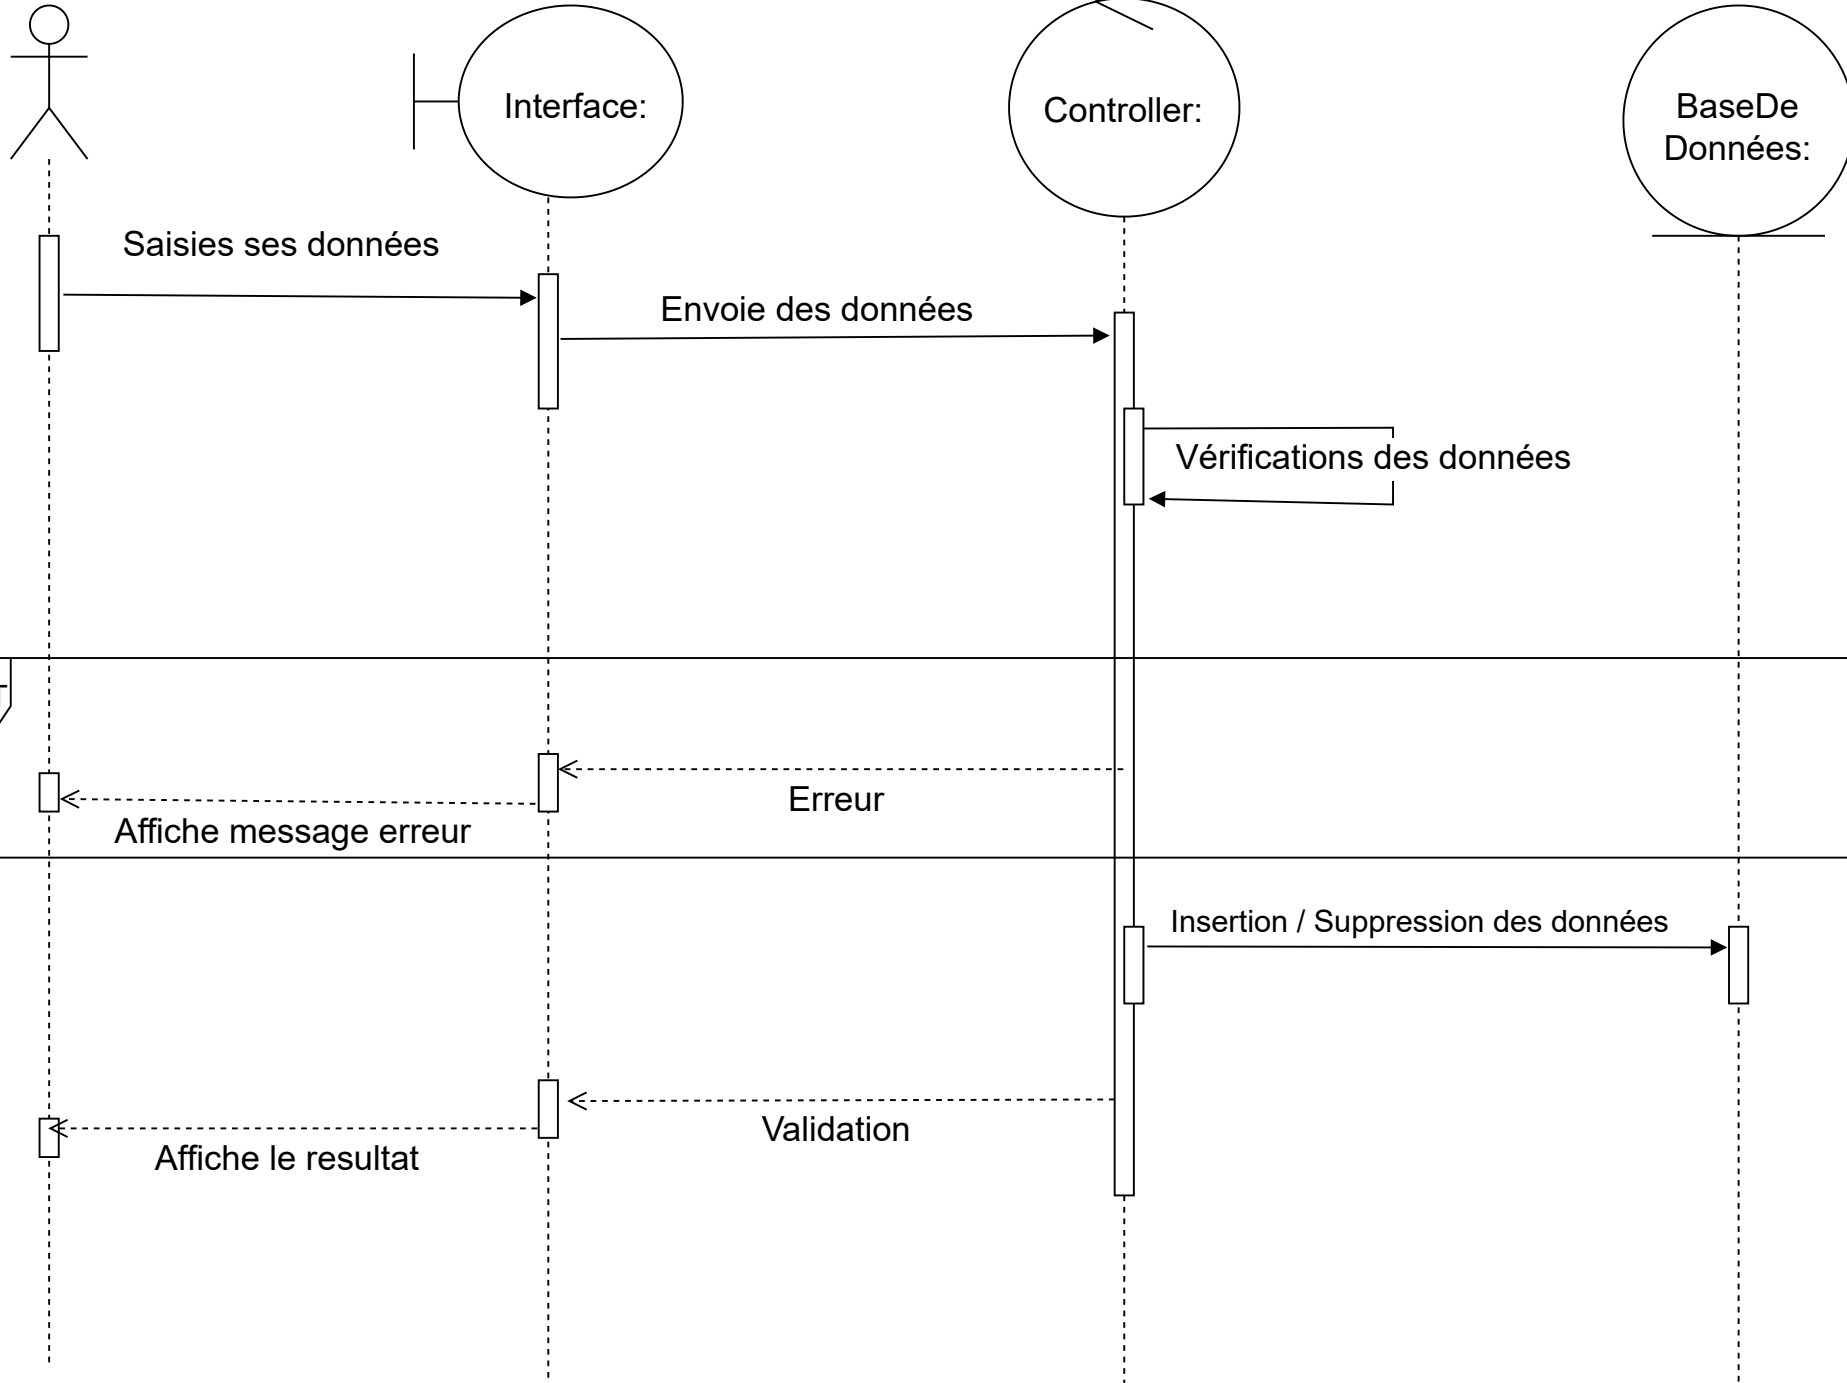 Interface:
Controller:
BaseDe
Données:
Saisies ses données
Envoie des données
Vérifications des données
Erreur
Affiche message erreur
Insertion / Suppression des données
Validation
Affiche le resultat